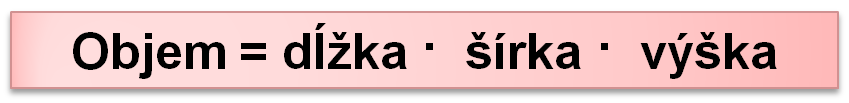 Objem = dĺžka · šírka · výška